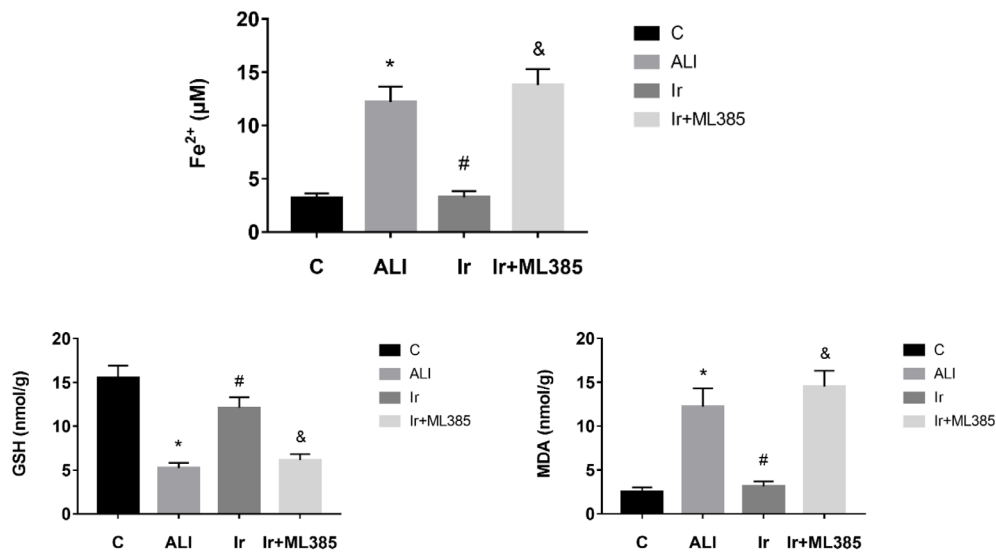 20
15
10
5
0
Fe2+ (µM)
*
#
&
C
ALI
Ir
Ir+ML385
C
ALI
Ir
Ir+ML385
20
15
10
5
0
GSH (nmol/g)
*
#
&
C
ALI
Ir
Ir+ML385
C
ALI
Ir
Ir+ML385
20
15
10
5
0
MDA (nmol/g)
*
#
&
C
ALI
Ir
Ir+ML385
C
ALI
Ir
Ir+ML385